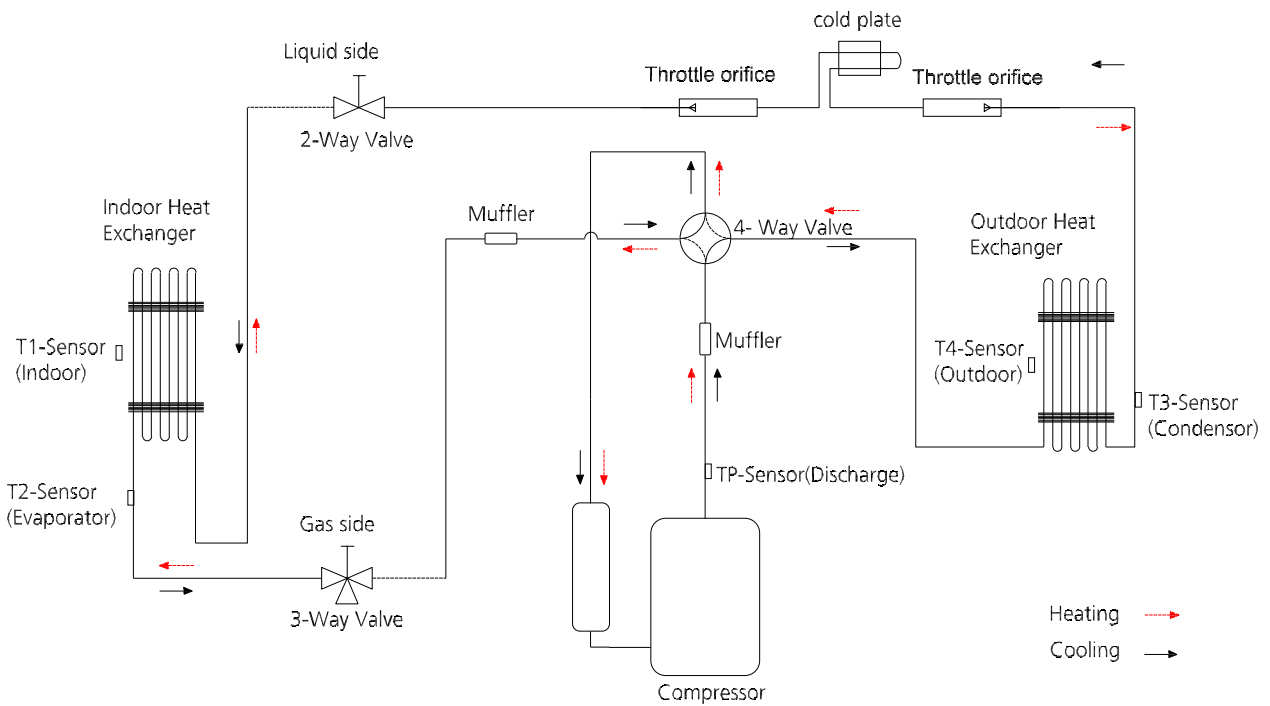 cold plate
Liquid side
Throttle orifice
Throttle orifice
2-Way Valve
Indoor Heat
Exchanger
Muffler
4- Way Valve
Outdoor Heat
Exchanger
T1-Sensor
(Indoor)
Muffler
T4-Sensor
(Outdoor)
T3-Sensor
(Condensor)
TP-Sensor(Discharge)
T2-Sensor
(Evaporator)
Gas side
3-Way Valve
Heating
Cooling
Compressor